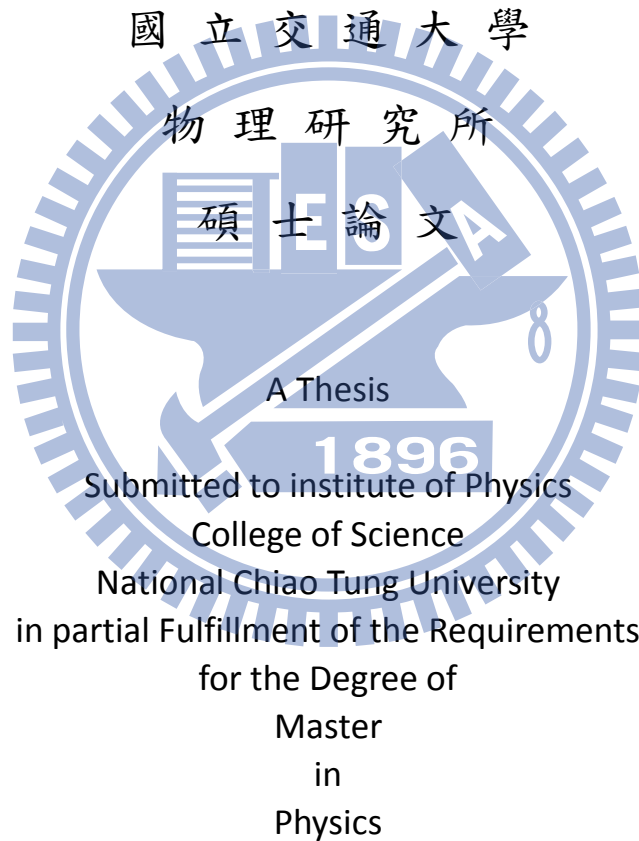 國立交通大學
物理研究所
碩士論文
ESA
A Thesis
1896
Submitted to institute of Physics
College of Science
National Chiao Tung University
in partial Fulfillment of the Requirements
for the Degree of
Master
in
Physics